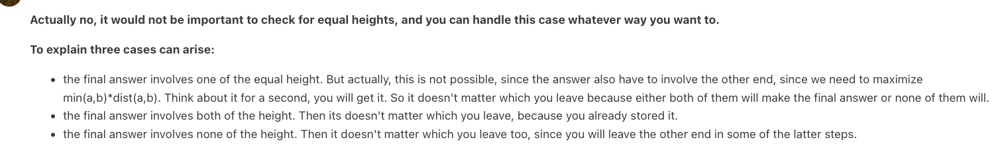 Actually no, it would not be important to check for equal heights, and you can handle this case whatever way you want to.
To explain three cases can arise:
• the final answer involves one of the equal height. But actually, this is not possible, since the answer also have to involve the other end, since we need to maximize
min(a,b)*dist(a,b). Think about it for a second, you will get it. So it doesn't matter which you leave because either both of them will make the final answer or none of them will.
• the final answer involves both of the height. Then its doesn't matter which you leave, because you already stored it.
• the final answer involves none of the height. Then it doesn't matter which you leave too, since you will leave the other end in some of the latter steps.